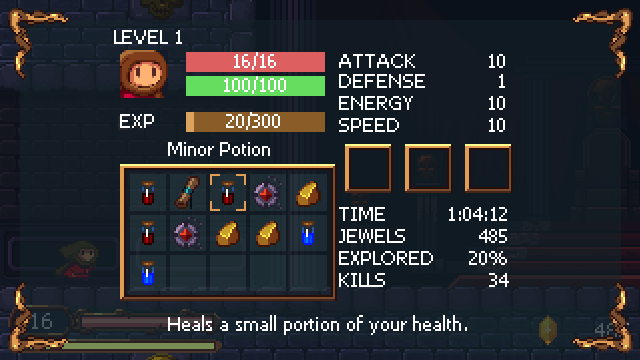 LEVEL 1
16/16
100/100
EXP 20/300
ATTACK 10
DEFENSE 1
ENERGY 10
SPEED 10
Minor Potion
TIME 1:04:12
JEWELS 485
EXPLORED 20%
KILLS 34
Heals a small portion of your health.
16